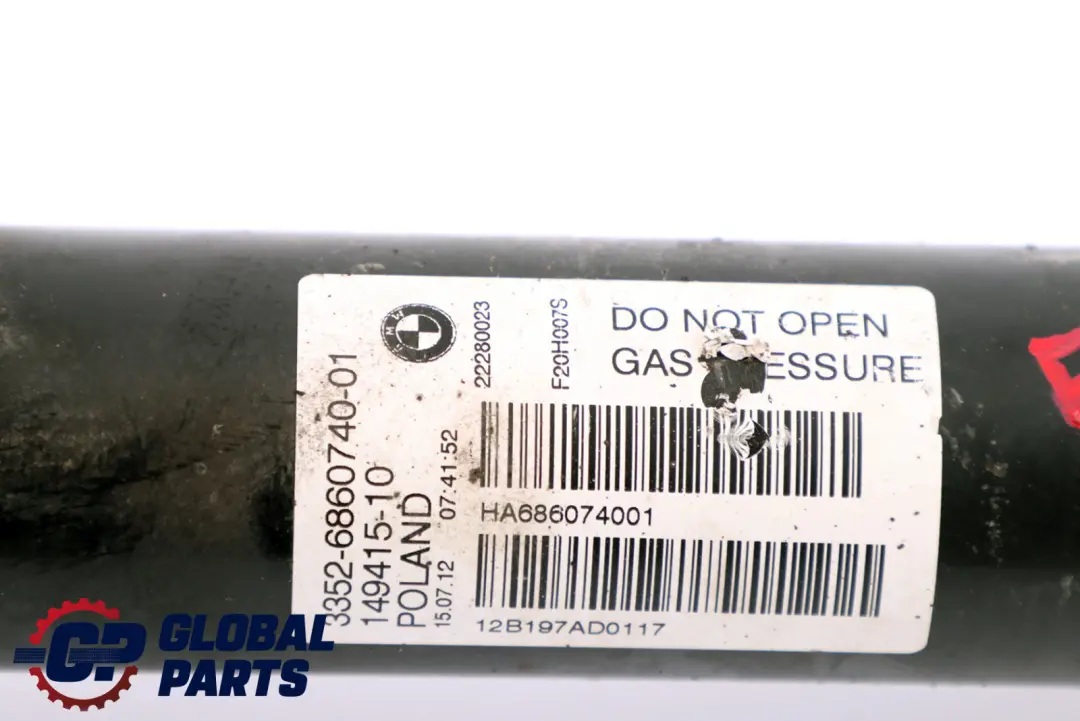 DO NOT OPEN
GAS ESSURE
22280023
F20H007S
HA686074001
12B197AD0117
3352-6860740-01
149415-10
POLAND
15.07.12 07:41:52
GP GLOBAL
PARTS